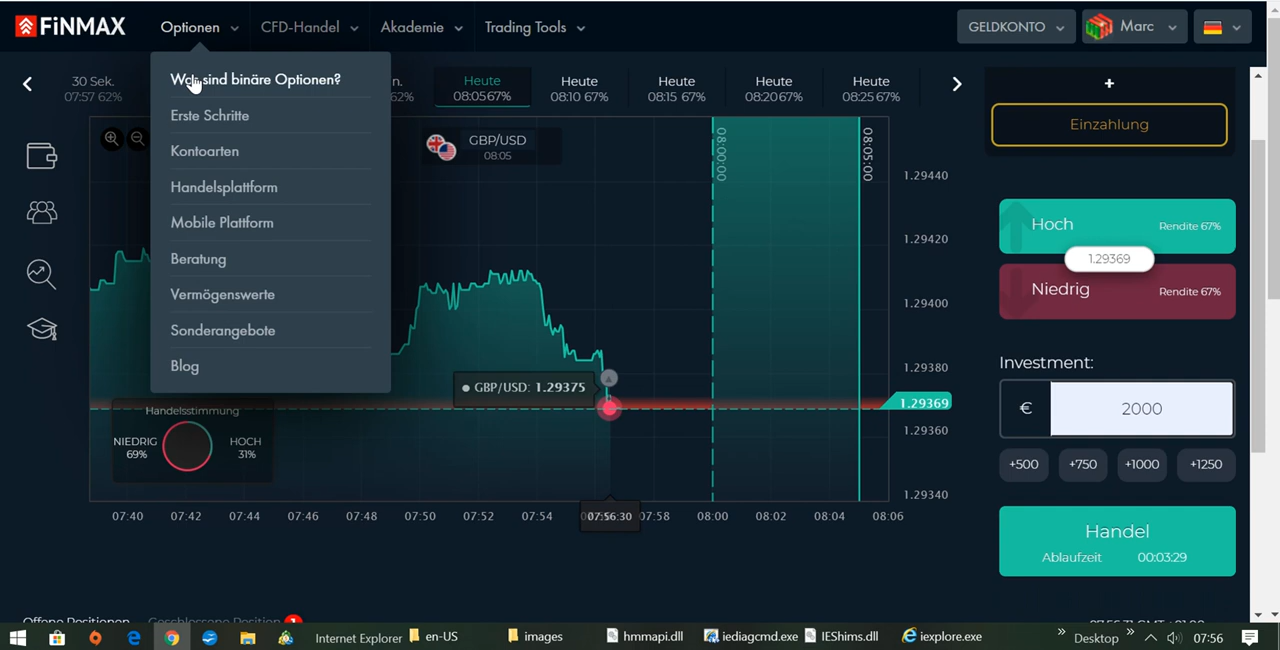 FiNMAX
Optionen
CFD-Handel
Akademie
Trading Tools
GELDKONTO
Marc
Was sind binäre Optionen?
Erste Schritte
Kontoarten
Handelsplattform
Mobile Plattform
Beratung
Vermögenswerte
Sonderangebote
Blog
30 Sek.
07:57 62%
n.
62%
Heute
08:05 67%
Heute
08:10 67%
Heute
08:15 67%
Heute
08:20 67%
Heute
08:25 67%
GBP/USD
08:05
08:00:00
08:05:00
1.29440
1.29420
1.29400
1.29380
1.29369
1.29360
1.29340
GBP/USD: 1.29375
Handelsstimmung
NIEDRIG
69%
HOCH
31%
07:40
07:42
07:44
07:46
07:48
07:50
07:52
07:54
07:56:30
07:58
08:00
08:02
08:04
08:06
+
Einzahlung
Hoch
Rendite 67%
1.29369
Niedrig
Rendite 67%
Investment:
€ 2000
+500
+750
+1000
+1250
Handel
Ablaufzeit 00:03:29
Offene Positionen
Geschlossene Position
Internet Explorer
en-US
images
hmmapi.dll
iediagcmd.exe
IEShims.dll
iexplore.exe
Desktop
07:56